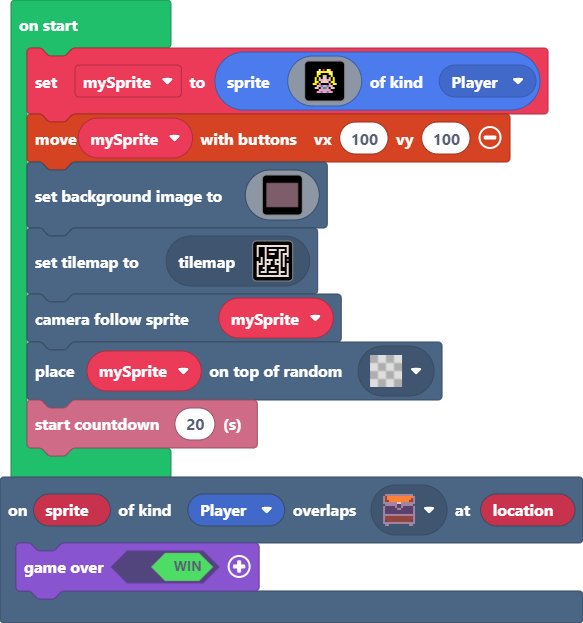 on start
set mySprite to sprite of kind Player
move mySprite with buttons vx 100 vy 100
set background image to
set tilemap to tilemap
camera follow sprite mySprite
place mySprite on top of random
start countdown 20 (s)
on sprite of kind Player overlaps at location
game over WIN